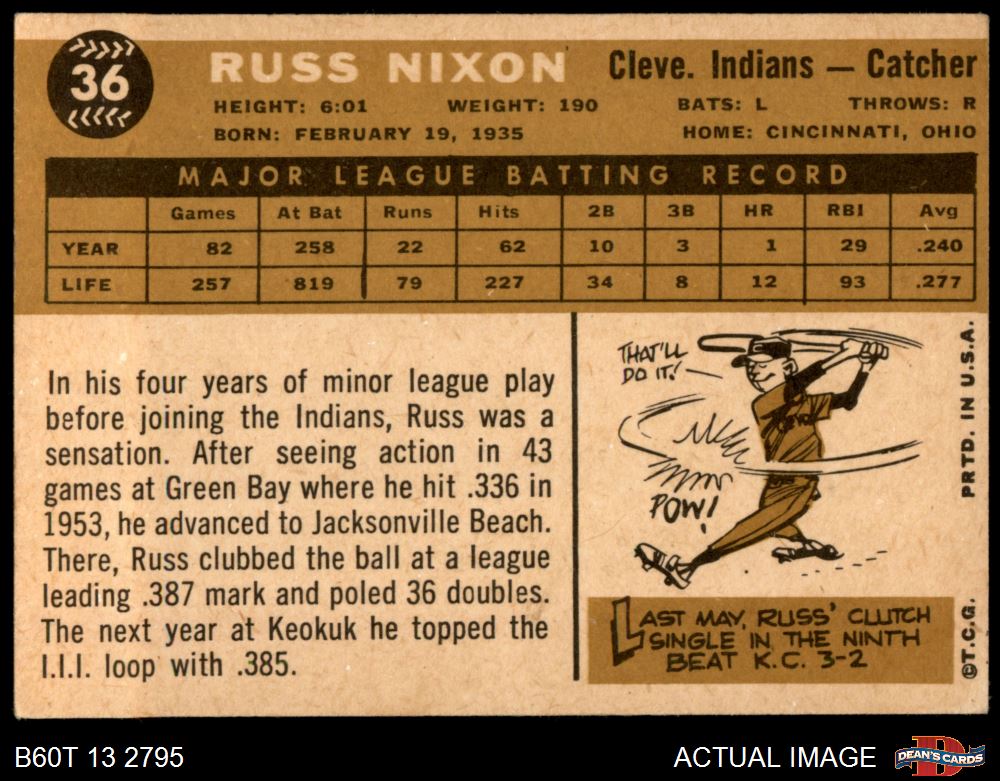 36
RUSS NIXON
Cleve. Indians — Catcher
HEIGHT: 6:01 WEIGHT: 190 BATS: L THROWS: R
BORN: FEBRUARY 19, 1935 HOME: CINCINNATI, OHIO
MAJOR LEAGUE BATTING RECORD
Games At Bat Runs Hits 2B 3B HR RBI Avg
YEAR 82 258 22 62 10 3 1 29 .240
LIFE 257 819 79 227 34 8 12 93 .277
In his four years of minor league play
before joining the Indians, Russ was a
sensation. After seeing action in 43
games at Green Bay where he hit .336 in
1953, he advanced to Jacksonville Beach.
There, Russ clubbed the ball at a league
leading .387 mark and poled 36 doubles.
The next year at Keokuk he topped the
I.I.I. loop with .385.
THAT'LL
DO IT!
POW!
LAST MAY, RUSS' CLUTCH
SINGLE IN THE NINTH
BEAT K.C. 3-2
©T.C.G. PRTD. IN U.S.A.
B60T 13 2795
ACTUAL IMAGE
D
DEAN'S CARDS